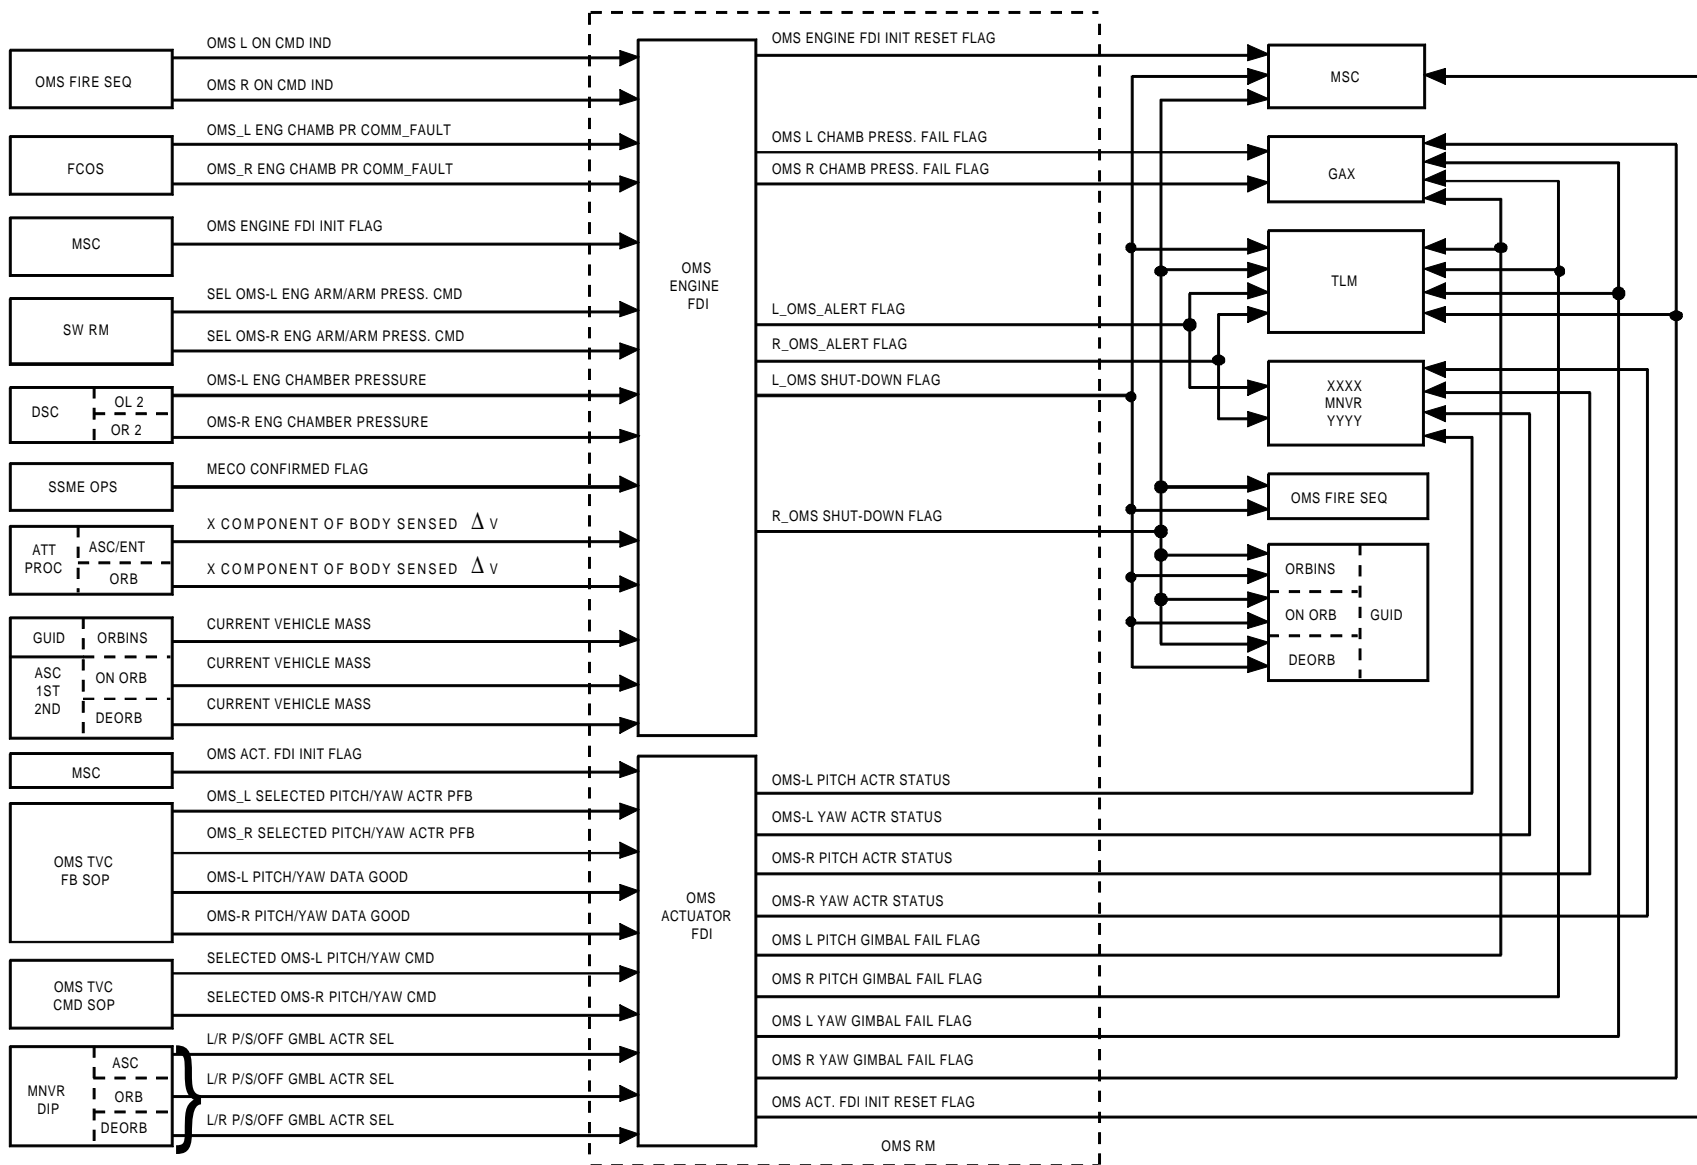 OMS FIRE SEQ
OMS L ON CMD IND
OMS R ON CMD IND
FCOS
OMS_L ENG CHAMB PR COMM_FAULT
OMS_R ENG CHAMB PR COMM_FAULT
MSC
OMS ENGINE FDI INIT FLAG
SW RM
SEL OMS-L ENG ARM/ARM PRESS. CMD
SEL OMS-R ENG ARM/ARM PRESS. CMD
DSC
OL 2
OR 2
OMS-L ENG CHAMBER PRESSURE
OMS-R ENG CHAMBER PRESSURE
SSME OPS
MECO CONFIRMED FLAG
ATT
PROC
ASC/ENT
ORB
X COMPONENT OF BODY SENSED Δ V
X COMPONENT OF BODY SENSED Δ V
GUID
ASC
1ST
2ND
ORBINS
ON ORB
DEORB
CURRENT VEHICLE MASS
CURRENT VEHICLE MASS
CURRENT VEHICLE MASS
MSC
OMS ACT. FDI INIT FLAG
OMS TVC
FB SOP
OMS_L SELECTED PITCH/YAW ACTR PFB
OMS_R SELECTED PITCH/YAW ACTR PFB
OMS-L PITCH/YAW DATA GOOD
OMS-R PITCH/YAW DATA GOOD
OMS TVC
CMD SOP
SELECTED OMS-L PITCH/YAW CMD
SELECTED OMS-R PITCH/YAW CMD
MNVR
DIP
ASC
ORB
DEORB
L/R P/S/OFF GMBL ACTR SEL
L/R P/S/OFF GMBL ACTR SEL
L/R P/S/OFF GMBL ACTR SEL
OMS
ENGINE
FDI
OMS
ACTUATOR
FDI
OMS ENGINE FDI INIT RESET FLAG
OMS L CHAMB PRESS. FAIL FLAG
OMS R CHAMB PRESS. FAIL FLAG
L_OMS_ALERT FLAG
R_OMS_ALERT FLAG
L_OMS SHUT-DOWN FLAG
R_OMS SHUT-DOWN FLAG
OMS-L PITCH ACTR STATUS
OMS-L YAW ACTR STATUS
OMS-R PITCH ACTR STATUS
OMS-R YAW ACTR STATUS
OMS L PITCH GIMBAL FAIL FLAG
OMS R PITCH GIMBAL FAIL FLAG
OMS L YAW GIMBAL FAIL FLAG
OMS R YAW GIMBAL FAIL FLAG
OMS ACT. FDI INIT RESET FLAG
OMS RM
MSC
GAX
TLM
XXXX
MNVR
YYYY
OMS FIRE SEQ
ORBINS
ON ORB
DEORB
GUID